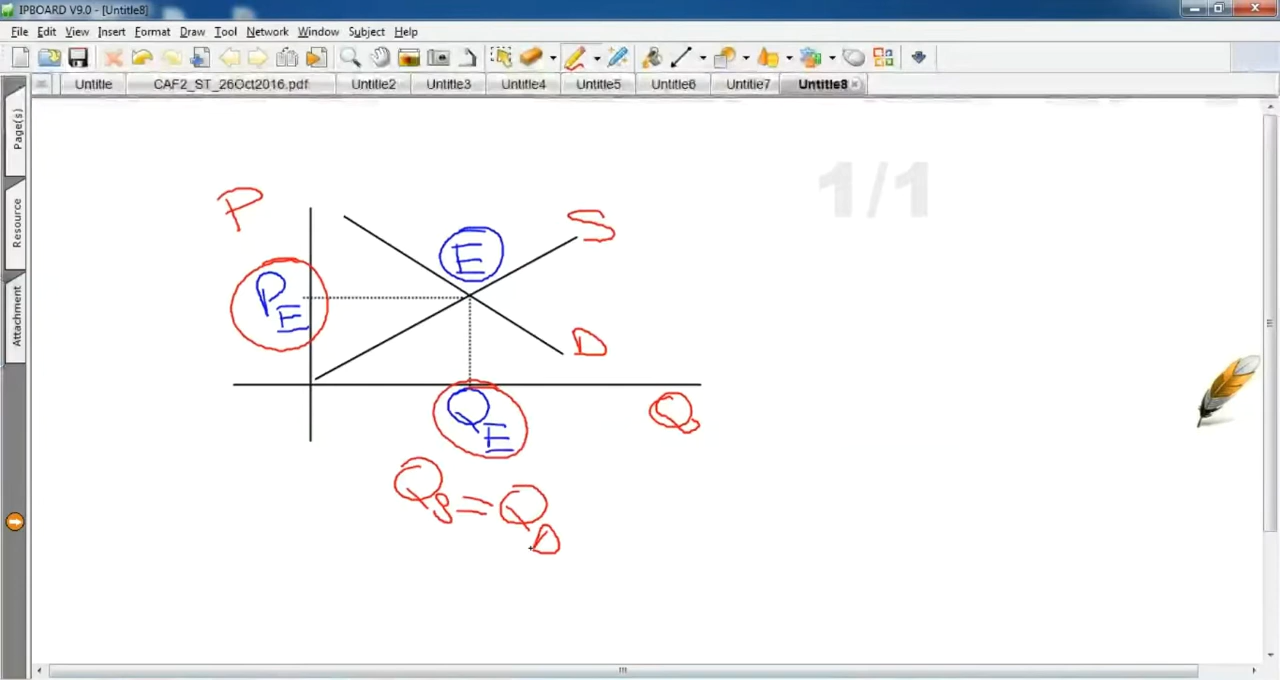 IPBOARD V9.0 - [Untitle8]
File Edit View Insert Format Draw Tool Network Window Subject Help
Untitle CAF2_ST_26Oct2016.pdf Untitle2 Untitle3 Untitle4 Untitle5 Untitle6 Untitle7 Untitle8
Page(s)
Resource
Attachment
1/1
P
S
E
PE
D
QE
Q
QS = QD